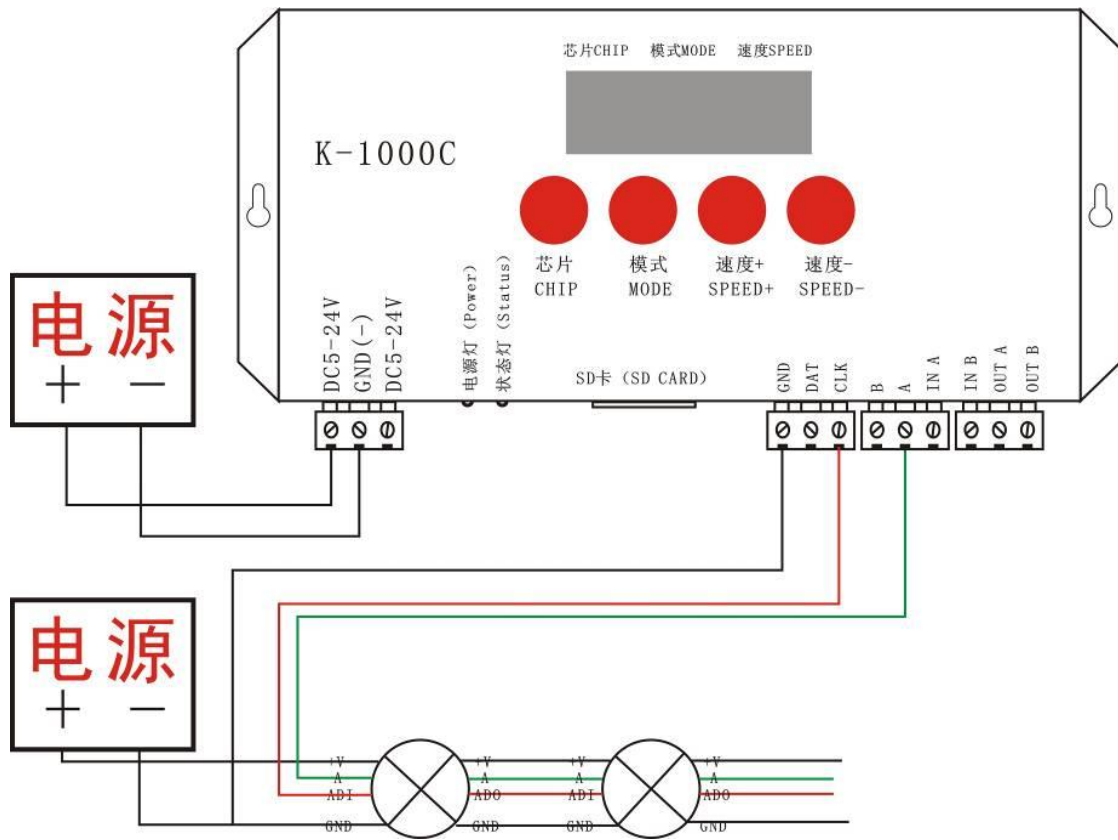 芯片CHIP 模式MODE 速度SPEED
K-1000C
芯片 模式 速度+ 速度-
CHIP MODE SPEED+ SPEED-
电源
+ −
DC5-24V
GND(-)
DC5-24V
电源灯(Power)
状态灯(Status)
SD卡 (SD CARD)
GND
DAT
CLK
B
A
IN A
IN B
OUT A
OUT B
电源
+ −
+V +V +V +V
A A A A
ADI ADO ADI ADO
GND GND GND GND